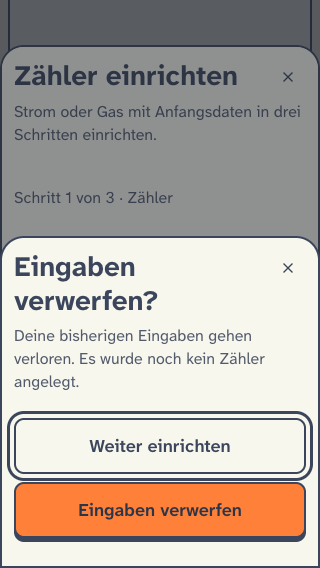 Zähler einrichten ×
Strom oder Gas mit Anfangsdaten in drei
Schritten einrichten.
Schritt 1 von 3 · Zähler
Eingaben ×
verwerfen?
Deine bisherigen Eingaben gehen
verloren. Es wurde noch kein Zähler
angelegt.
Weiter einrichten
Eingaben verwerfen